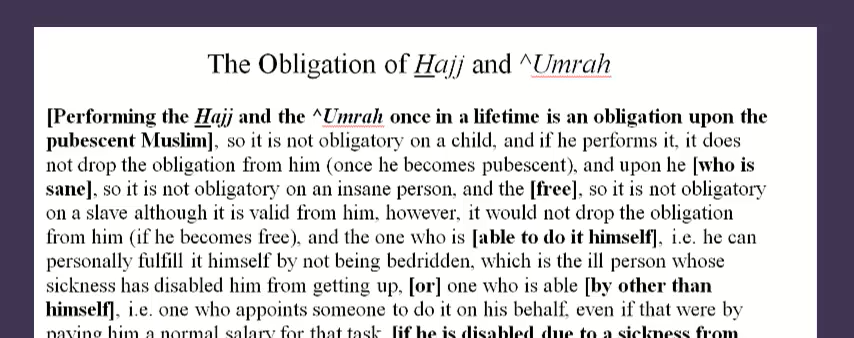 The Obligation of Hajj and ^Umrah
[Performing the Hajj and the ^Umrah once in a lifetime is an obligation upon the
pubescent Muslim], so it is not obligatory on a child, and if he performs it, it does
not drop the obligation from him (once he becomes pubescent), and upon he [who is
sane], so it is not obligatory on an insane person, and the [free], so it is not obligatory
on a slave although it is valid from him, however, it would not drop the obligation
from him (if he becomes free), and the one who is [able to do it himself], i.e. he can
personally fulfill it himself by not being bedridden, which is the ill person whose
sickness has disabled him from getting up, [or] one who is able [by other than
himself], i.e. one who appoints someone to do it on his behalf, even if that were by
paying him a normal salary for that task, [if he is disabled due to a sickness from